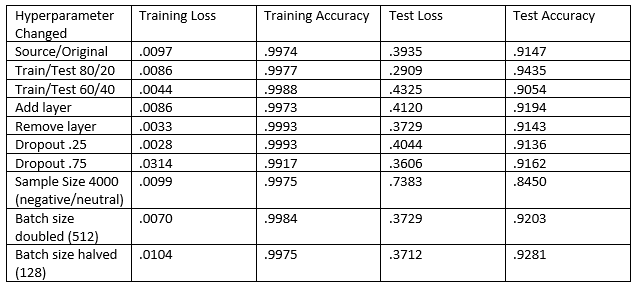 Hyperparameter Changed Training Loss Training Accuracy Test Loss Test Accuracy
Source/Original .0097 .9974 .3935 .9147
Train/Test 80/20 .0086 .9977 .2909 .9435
Train/Test 60/40 .0044 .9988 .4325 .9054
Add layer .0086 .9973 .4120 .9194
Remove layer .0033 .9993 .3729 .9143
Dropout .25 .0028 .9993 .4044 .9136
Dropout .75 .0314 .9917 .3606 .9162
Sample Size 4000 (negative/neutral) .0099 .9975 .7383 .8450
Batch size doubled (512) .0070 .9984 .3729 .9203
Batch size halved (128) .0104 .9975 .3712 .9281